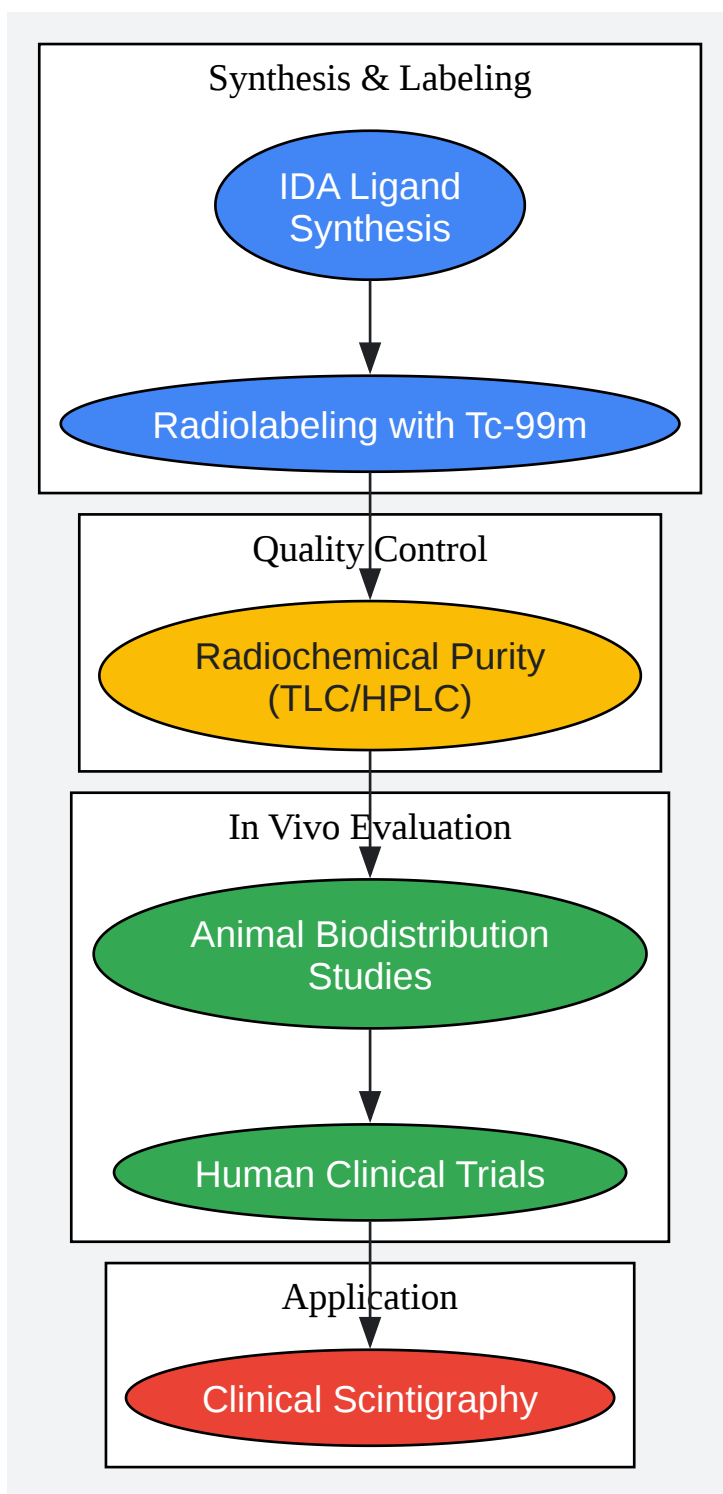 Synthesis & Labeling
IDA Ligand
Synthesis
Radiolabeling with Tc-99m
Quality Control
Radiochemical Purity
(TLC/HPLC)
In Vivo Evaluation
Animal Biodistribution
Studies
Human Clinical Trials
Application
Clinical Scintigraphy